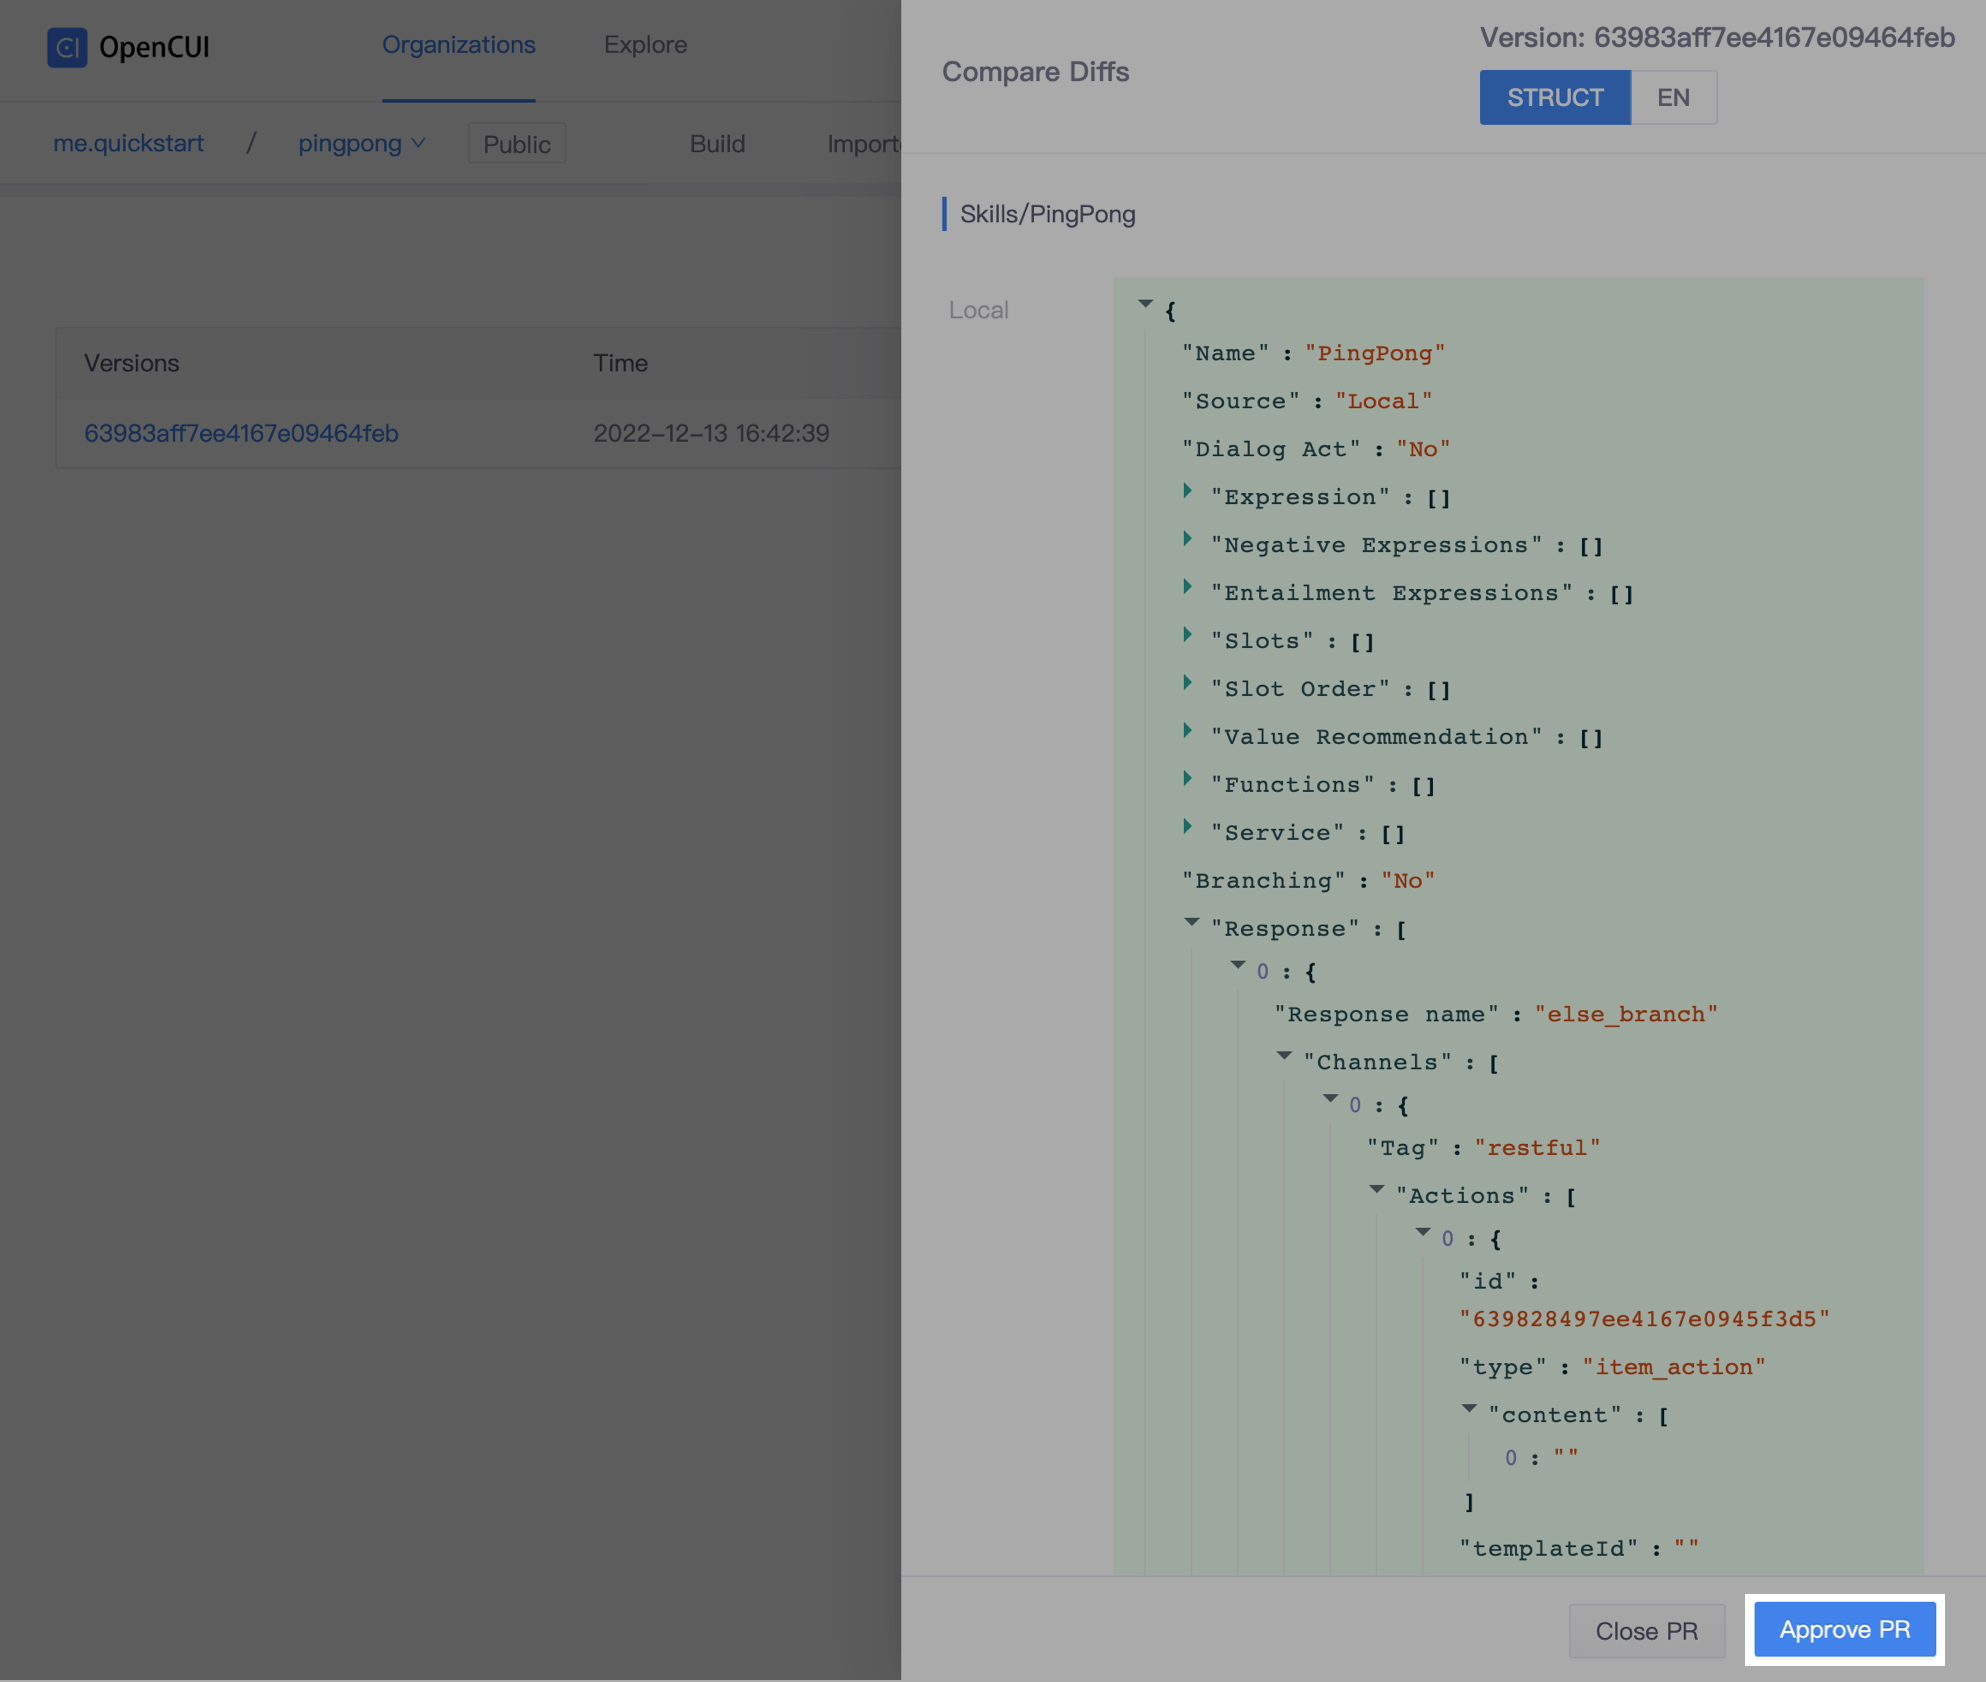 OpenCUI
Organizations
Explore
me.quickstart / pingpong
Public
Build
Import
Versions
Time
63983aff7ee4167e09464feb
2022-12-13 16:42:39
Compare Diffs
Version: 63983aff7ee4167e09464feb
STRUCT
EN
Skills/PingPong
Local
{
"Name" : "PingPong"
"Source" : "Local"
"Dialog Act" : "No"
"Expression" : []
"Negative Expressions" : []
"Entailment Expressions" : []
"Slots" : []
"Slot Order" : []
"Value Recommendation" : []
"Functions" : []
"Service" : []
"Branching" : "No"
"Response" : [
0 : {
"Response name" : "else_branch"
"Channels" : [
0 : {
"Tag" : "restful"
"Actions" : [
0 : {
"id" :
"639828497ee4167e0945f3d5"
"type" : "item_action"
"content" : [
0 : ""
]
"templateId" : ""
Close PR
Approve PR